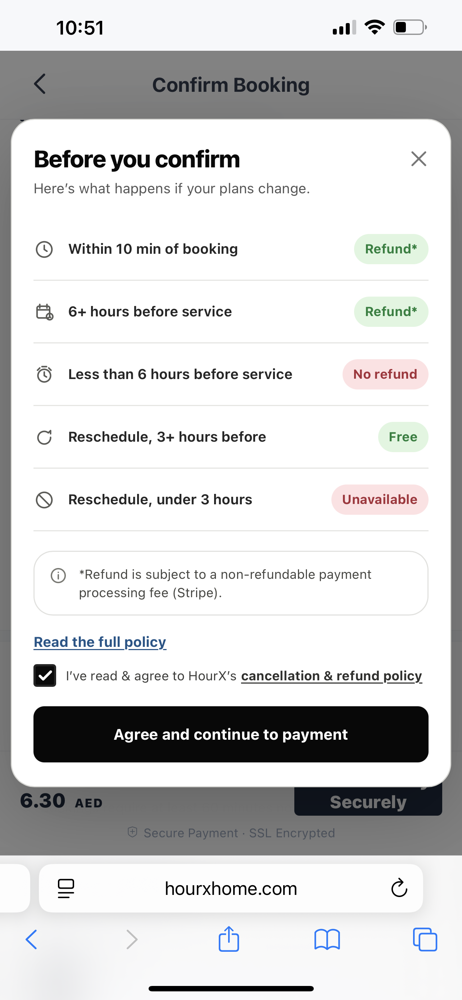 10:51
Confirm Booking
Before you confirm
Here's what happens if your plans change.
Within 10 min of booking
Refund*
6+ hours before service
Refund*
Less than 6 hours before service
No refund
Reschedule, 3+ hours before
Free
Reschedule, under 3 hours
Unavailable
*Refund is subject to a non-refundable payment
processing fee (Stripe).
Read the full policy
I've read & agree to HourX's cancellation & refund policy
Agree and continue to payment
6.30 AED
Securely
Secure Payment · SSL Encrypted
hourxhome.com